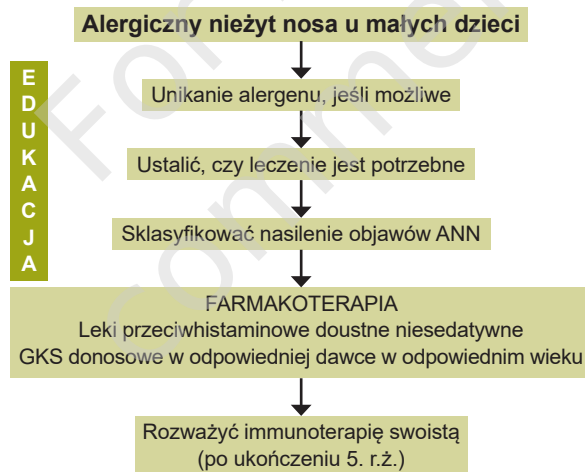 Alergiczny nieżyt nosa u małych dzieci
EDUKACJA
Unikanie alergenu, jeśli możliwe
Ustalić, czy leczenie jest potrzebne
Sklasyfikować nasilenie objawów ANN
FARMAKOTERAPIA
Leki przeciwhistaminowe doustne niesedatywne
GKS donosowe w odpowiedniej dawce w odpowiednim wieku
Rozważyć immunoterapię swoistą
(po ukończeniu 5. r.ż.)